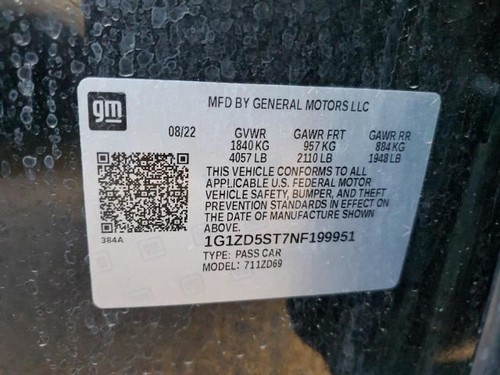 gm
MFD BY GENERAL MOTORS LLC
08/22 GVWR GAWR FRT GAWR RR
1840 KG 957 KG 884 KG
4057 LB 2110 LB 1948 LB
THIS VEHICLE CONFORMS TO ALL
APPLICABLE U.S. FEDERAL MOTOR
VEHICLE SAFETY, BUMPER, AND THEFT
PREVENTION STANDARDS IN EFFECT ON
THE DATE OF MANUFACTURE SHOWN
ABOVE.
384A
1G1ZD5ST7NF199951
TYPE: PASS CAR
MODEL: 711ZD69